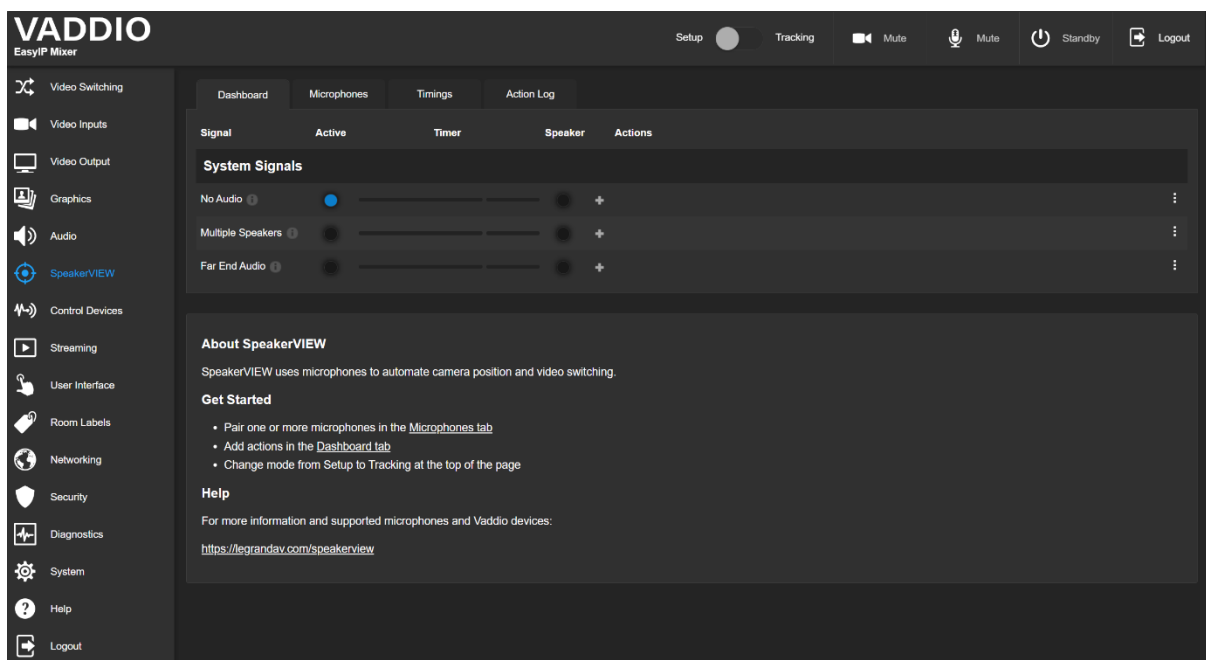 VADDIO
EasyIP Mixer
Setup Tracking Mute Mute Standby Logout
Video Switching
Video Inputs
Video Output
Graphics
Audio
SpeakerVIEW
Control Devices
Streaming
User Interface
Room Labels
Networking
Security
Diagnostics
System
Help
Logout
Dashboard Microphones Timings Action Log
Signal Active Timer Speaker Actions
System Signals
No Audio
Multiple Speakers
Far End Audio
About SpeakerVIEW
SpeakerVIEW uses microphones to automate camera position and video switching.
Get Started
• Pair one or more microphones in the Microphones tab
• Add actions in the Dashboard tab
• Change mode from Setup to Tracking at the top of the page
Help
For more information and supported microphones and Vaddio devices:
https://legrandav.com/speakerview